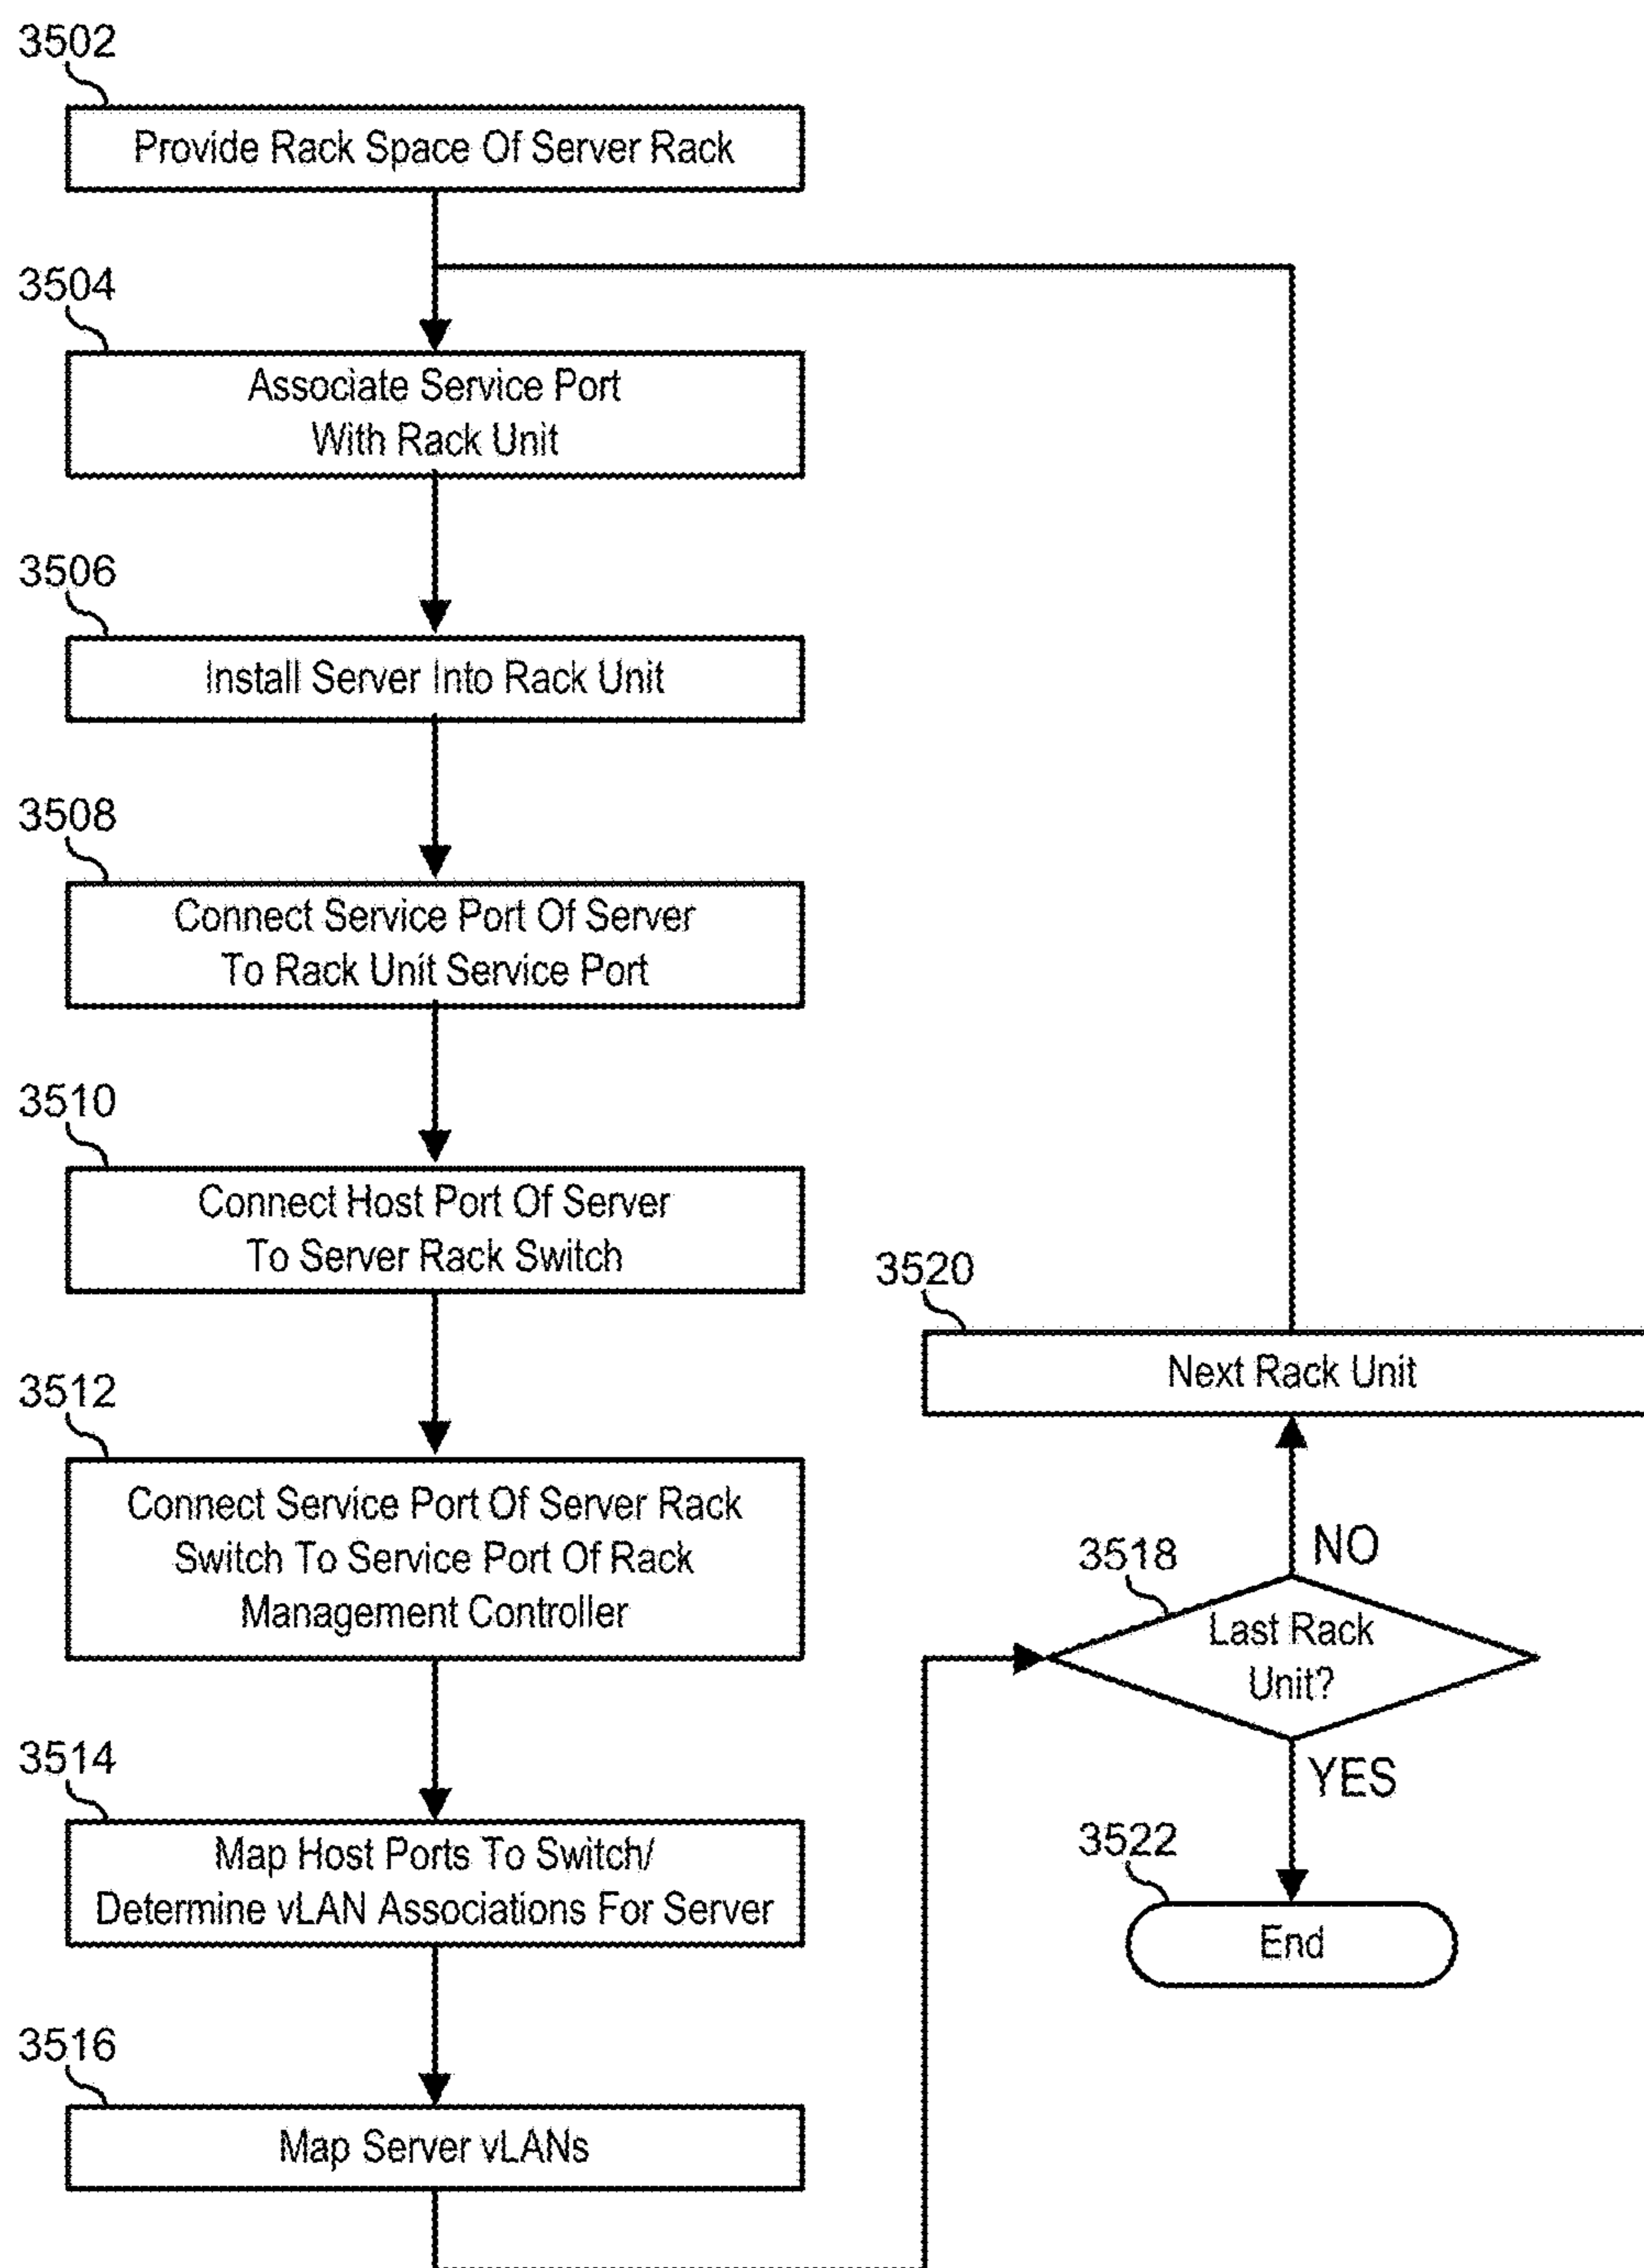 3502
Provide Rack Space Of Server Rack
3504
Associate Service Port
With Rack Unit
3506
Install Server Into Rack Unit
3508
Connect Service Port Of Server
To Rack Unit Service Port
3510
Connect Host Port Of Server
To Server Rack Switch
3512
Connect Service Port Of Server Rack
Switch To Service Port Of Rack
Management Controller
3514
Map Host Ports To Switch/
Determine vLAN Associations For Server
3516
Map Server vLANs
3518
Last Rack
Unit?
NO
3520
Next Rack Unit
YES
3522
End